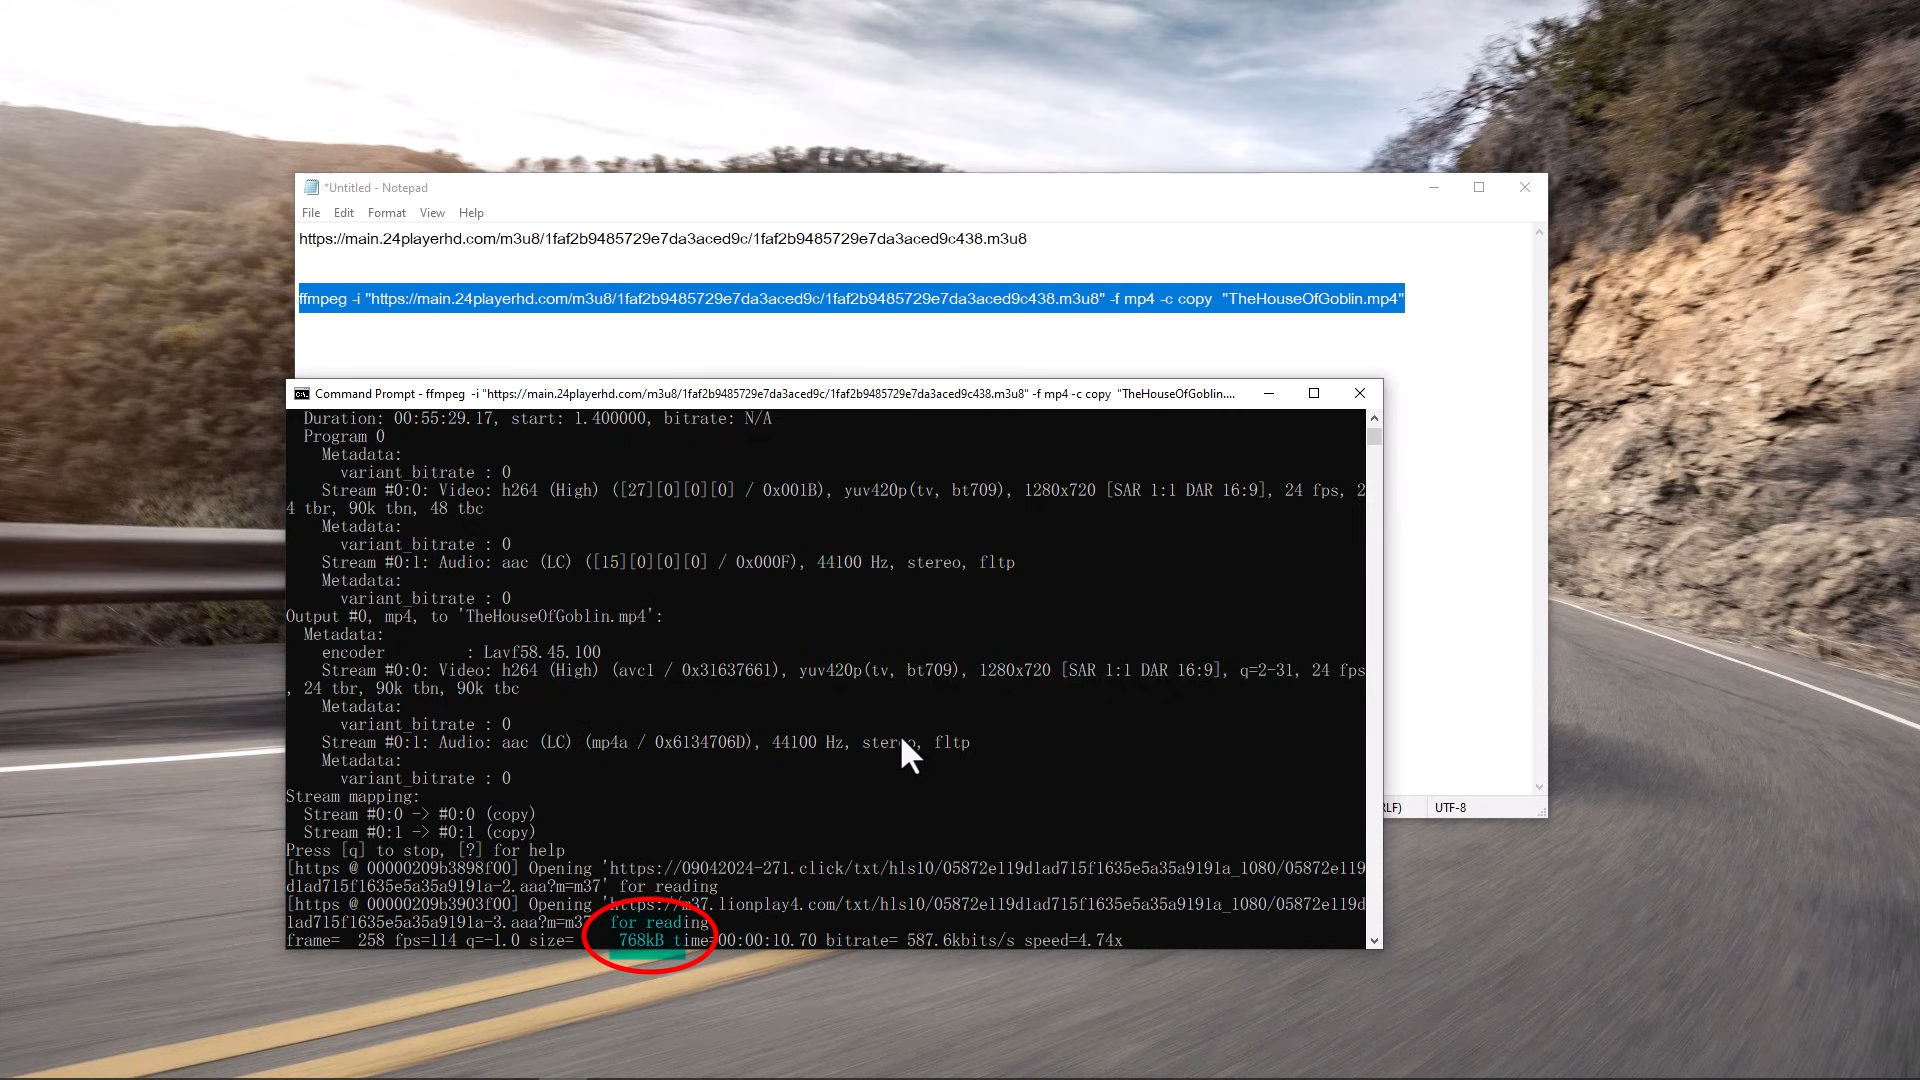 *Untitled - Notepad
File Edit Format View Help
https://main.24playerhd.com/m3u8/1faf2b9485729e7da3aced9c/1faf2b9485729e7da3aced9c438.m3u8
ffmpeg -i "https://main.24playerhd.com/m3u8/1faf2b9485729e7da3aced9c/1faf2b9485729e7da3aced9c438.m3u8" -f mp4 -c copy  "TheHouseOfGoblin.mp4"
Command Prompt - ffmpeg  -i "https://main.24playerhd.com/m3u8/1faf2b9485729e7da3aced9c/1faf2b9485729e7da3aced9c438.m3u8" -f mp4 -c copy  "TheHouseOfGoblin....
Duration: 00:55:29.17, start: 1.400000, bitrate: N/A
Program 0
Metadata:
variant_bitrate : 0
Stream #0:0: Video: h264 (High) ([27][0][0][0] / 0x001B), yuv420p(tv, bt709), 1280x720 [SAR 1:1 DAR 16:9], 24 fps, 2
4 tbr, 90k tbn, 48 tbc
Metadata:
variant_bitrate : 0
Stream #0:1: Audio: aac (LC) ([15][0][0][0] / 0x000F), 44100 Hz, stereo, fltp
Metadata:
variant_bitrate : 0
Output #0, mp4, to 'TheHouseOfGoblin.mp4':
Metadata:
encoder         : Lavf58.45.100
Stream #0:0: Video: h264 (High) (avc1 / 0x31637661), yuv420p(tv, bt709), 1280x720 [SAR 1:1 DAR 16:9], q=2-31, 24 fps
, 24 tbr, 90k tbn, 90k tbc
Metadata:
variant_bitrate : 0
Stream #0:1: Audio: aac (LC) (mp4a / 0x6134706D), 44100 Hz, stereo, fltp
Metadata:
variant_bitrate : 0
Stream mapping:
Stream #0:0 -> #0:0 (copy)
Stream #0:1 -> #0:1 (copy)
Press [q] to stop, [?] for help
[https @ 00000209b3898f00] Opening 'https://09042024-271.click/txt/hls10/05872e119d1ad715f1635e5a35a9191a_1080/05872e119
d1ad715f1635e5a35a9191a-2.aaa?m=m37' for reading
[https @ 00000209b3903f00] Opening 'https://m37.lionplay4.com/txt/hls10/05872e119d1ad715f1635e5a35a9191a_1080/05872e119d
1ad715f1635e5a35a9191a-3.aaa?m=m37' for reading
frame=  258 fps=114 q=-1.0 size=     768kB time=00:00:10.70 bitrate= 587.6kbits/s speed=4.74x
RLF) UTF-8